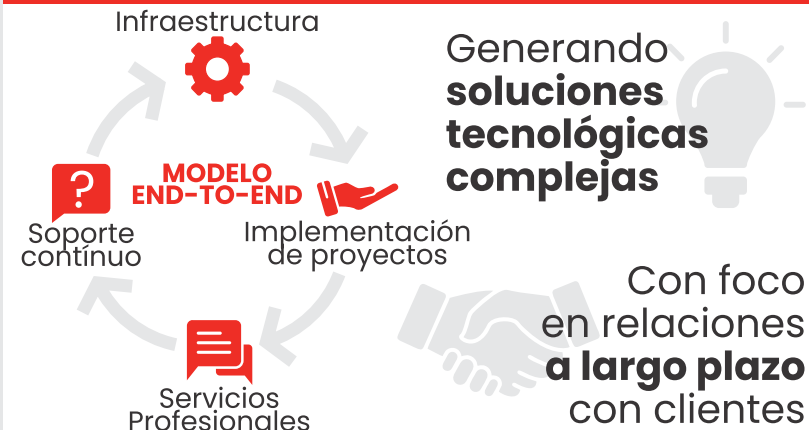 Infraestructura
MODELO
END-TO-END
?
Soporte
contínuo
Implementación
de proyectos
Servicios
Profesionales
Generando
soluciones
tecnológicas
complejas
Con foco
en relaciones
a largo plazo
con clientes